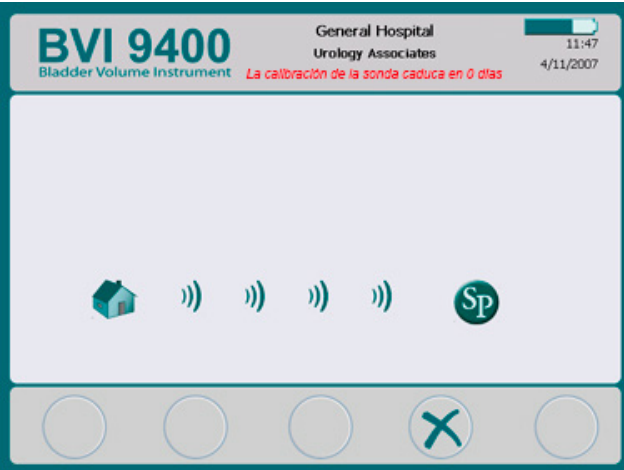 BVI 9400
Bladder Volume Instrument
General Hospital
Urology Associates
La calibración de la sonda caduca en 0 días
11:47
4/11/2007
SP